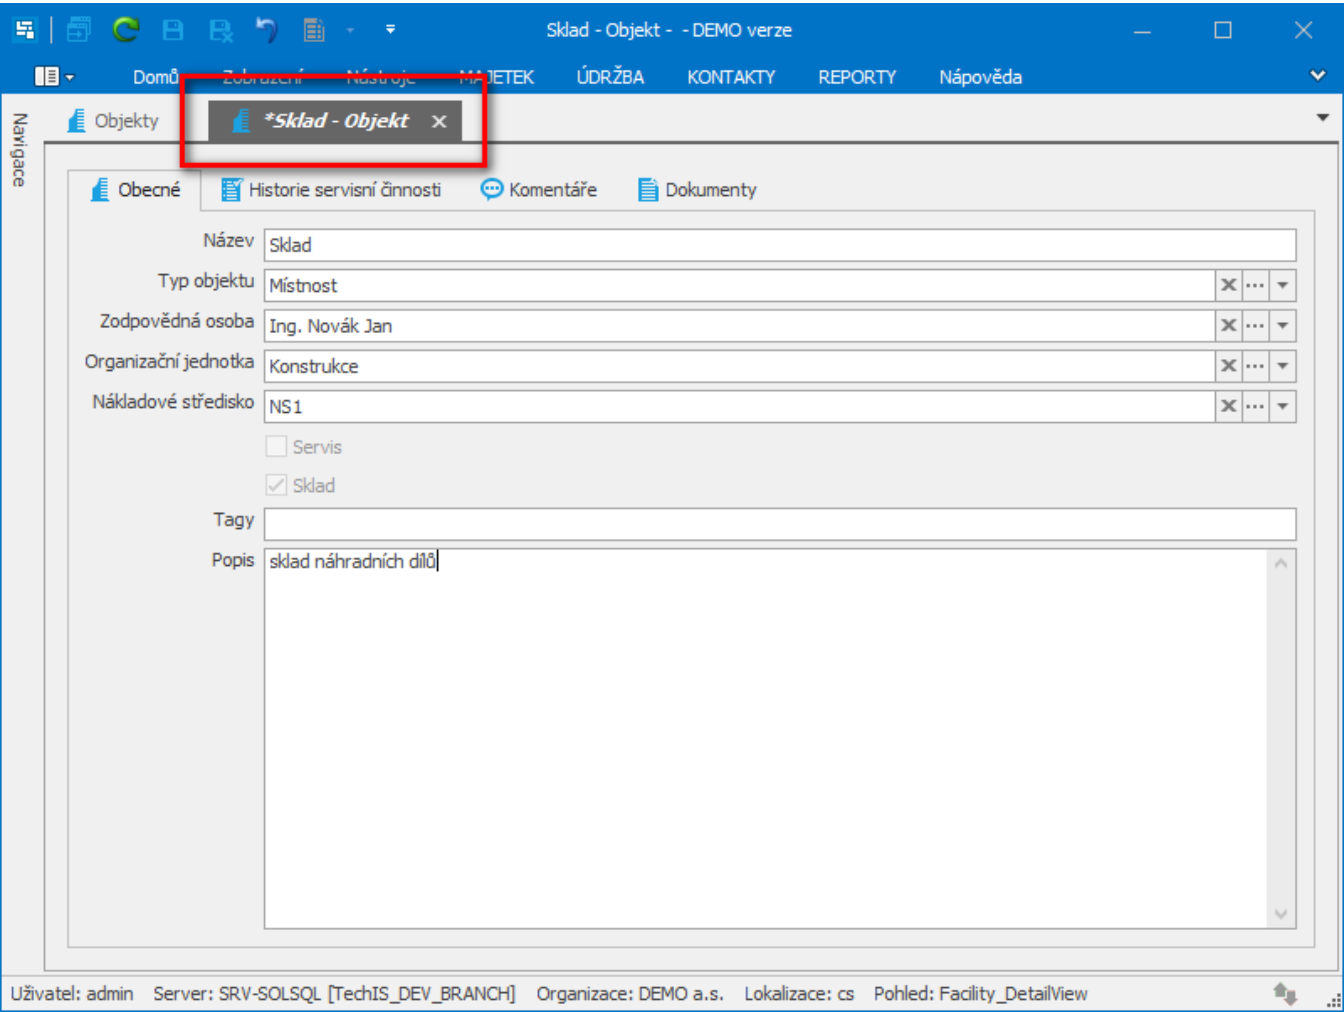 Sklad - Objekt - - DEMO verze
Domů Zobrazení Nástroje MAJETEK ÚDRŽBA KONTAKTY REPORTY Nápověda
Navigace
Objekty *Sklad - Objekt
Obecné Historie servisní činnosti Komentáře Dokumenty
Název Sklad
Typ objektu Místnost
Zodpovědná osoba Ing. Novák Jan
Organizační jednotka Konstrukce
Nákladové středisko NS1
Servis
Sklad
Tagy
Popis sklad náhradních dílů
Uživatel: admin Server: SRV-SOLSQL [TechIS_DEV_BRANCH] Organizace: DEMO a.s. Lokalizace: cs Pohled: Facility_DetailView